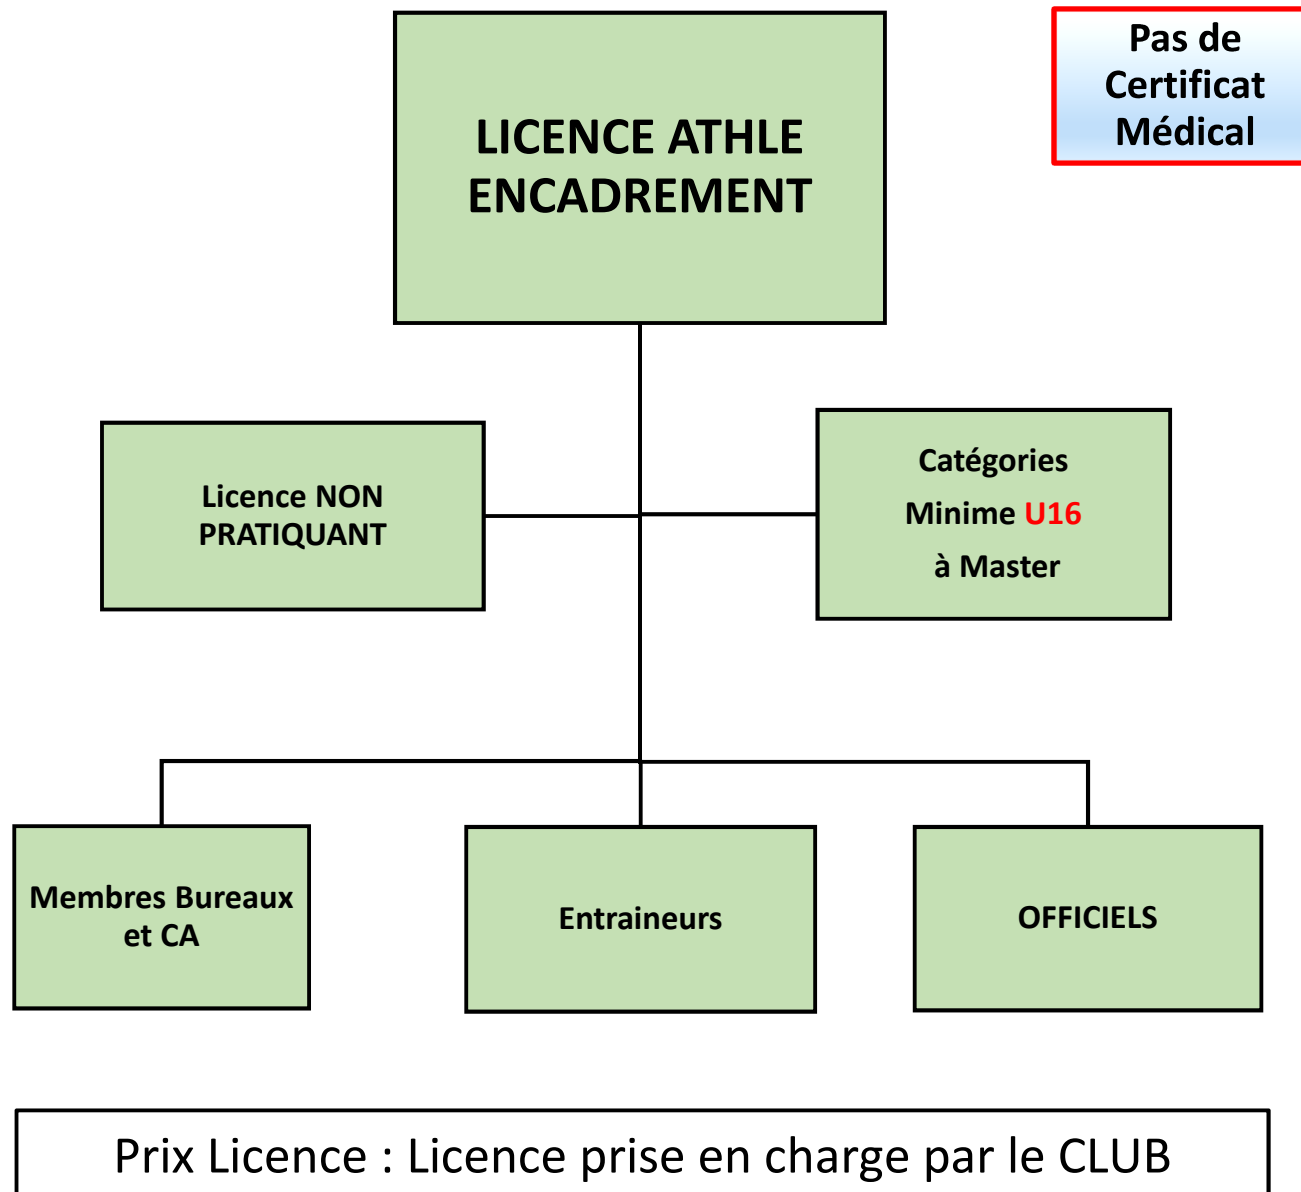 LICENCE ATHLE
ENCADREMENT
Pas de
Certificat
Médical
Licence NON
PRATIQUANT
Catégories
Minime U16
à Master
Membres Bureaux
et CA
Entraineurs
OFFICIELS
Prix Licence : Licence prise en charge par le CLUB